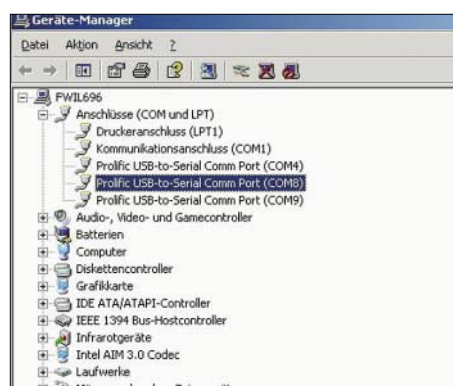 Geräte-Manager
Datei Aktion Ansicht ?
FWIL696
Anschlüsse (COM und LPT)
Druckeranschluss (LPT1)
Kommunikationsanschluss (COM1)
Prolific USB-to-Serial Comm Port (COM4)
Prolific USB-to-Serial Comm Port (COM8)
Prolific USB-to-Serial Comm Port (COM9)
Audio-, Video- und Gamecontroller
Batterien
Computer
Diskettencontroller
Grafikkarte
IDE ATA/ATAPI-Controller
IEEE 1394 Bus-Hostcontroller
Infrarotgeräte
Intel AIM 3.0 Codec
Laufwerke